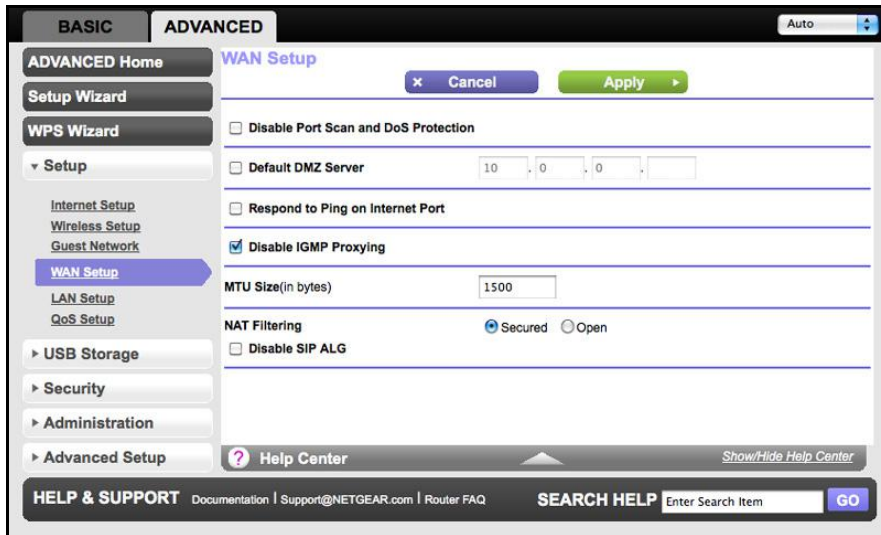 BASIC
ADVANCED
Auto
ADVANCED Home
Setup Wizard
WPS Wizard
Setup
Internet Setup
Wireless Setup
Guest Network
WAN Setup
LAN Setup
QoS Setup
USB Storage
Security
Administration
Advanced Setup
WAN Setup
x Cancel
Apply
Disable Port Scan and DoS Protection
Default DMZ Server 10 . 0 . 0 .
Respond to Ping on Internet Port
Disable IGMP Proxying
MTU Size(in bytes) 1500
NAT Filtering Secured Open
Disable SIP ALG
? Help Center Show/Hide Help Center
HELP & SUPPORT Documentation | Support@NETGEAR.com | Router FAQ SEARCH HELP Enter Search Item GO